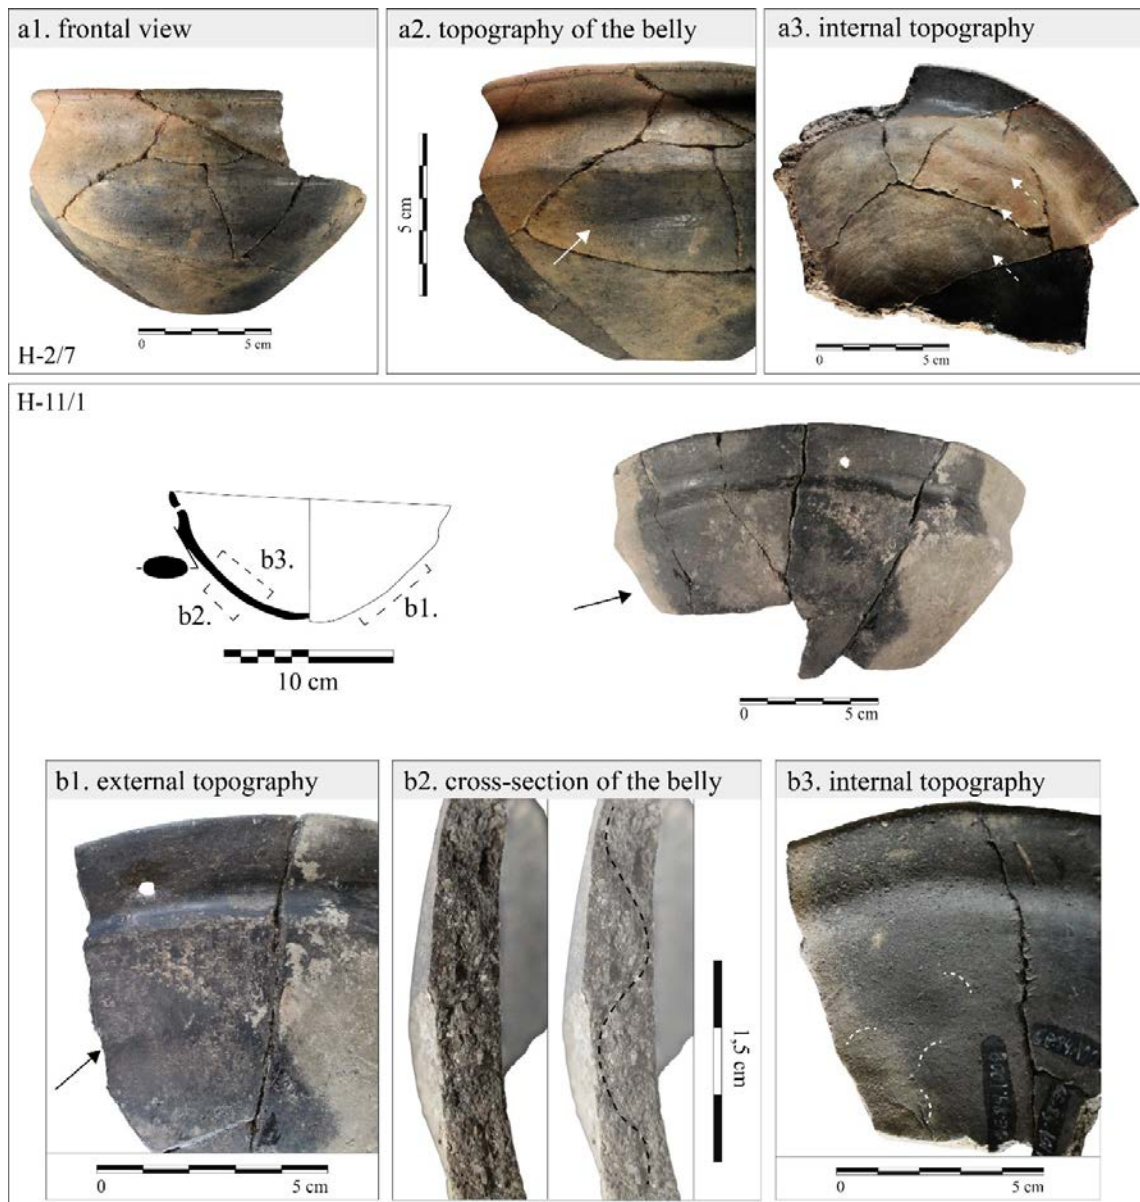 a1. frontal view
a2. topography of the belly
a3. internal topography
5 cm
0 5 cm
0 5 cm
H-2/7
H-11/1
b3.
b2.
b1.
10 cm
0 5 cm
b1. external topography
b2. cross-section of the belly
b3. internal topography
1,5 cm
0 5 cm
0 5 cm